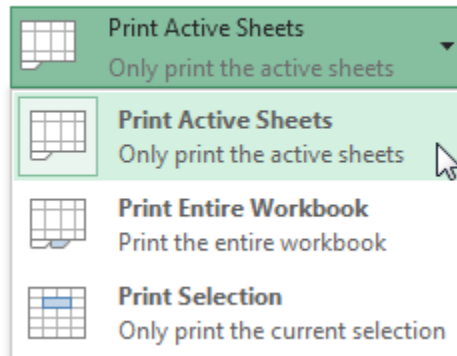 Print Active Sheets
Only print the active sheets
Print Active Sheets
Only print the active sheets
Print Entire Workbook
Print the entire workbook
Print Selection
Only print the current selection